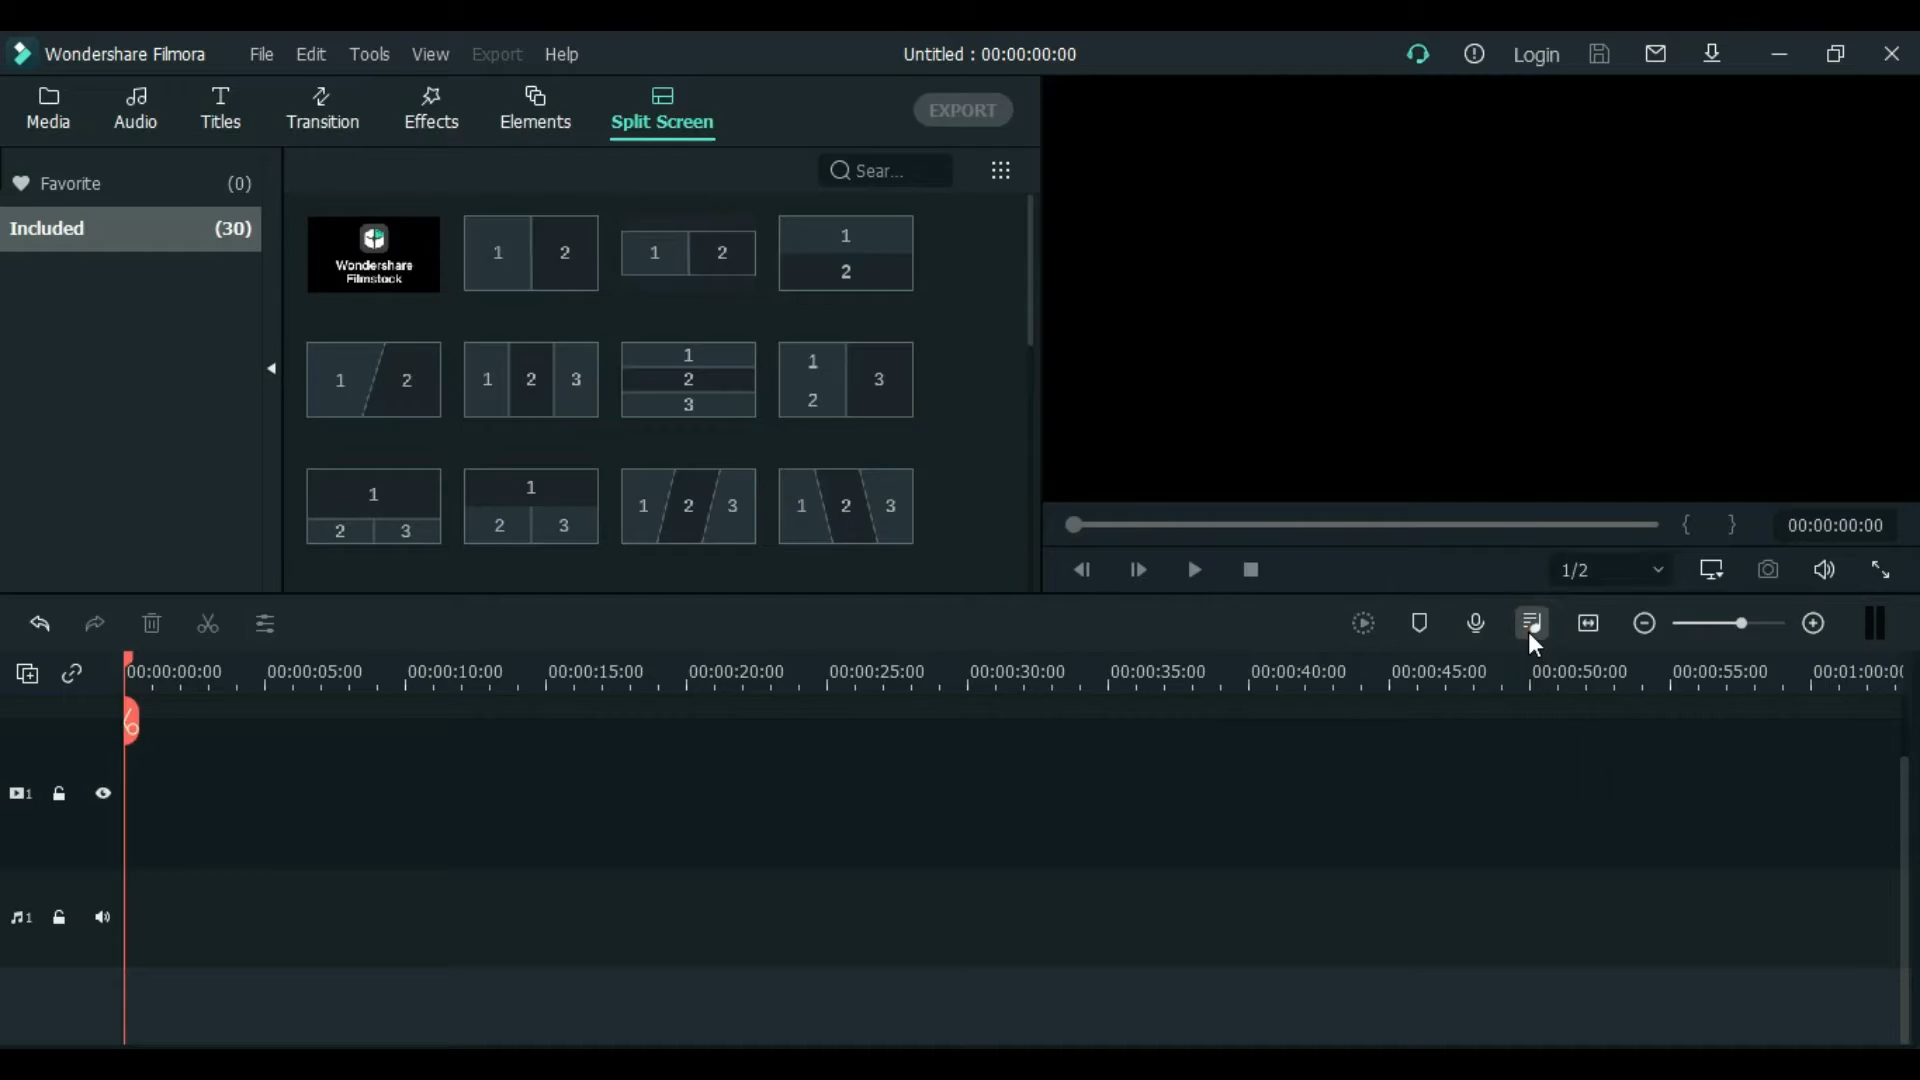 Wondershare Filmora File Edit Tools View Export Help Untitled : 00:00:00:00 Login
Media Audio Titles Transition Effects Elements Split Screen EXPORT
Favorite (0) Sear...
Included (30)
Wondershare
Filmstock
1 2
1 2
1
2
1 2
1 2 3
1
2
3
1
2
3
1
2 3
1
2 3
1 2 3
1 2 3
{ } 00:00:00:00
1/2
00:00:00:00 00:00:05:00 00:00:10:00 00:00:15:00 00:00:20:00 00:00:25:00 00:00:30:00 00:00:35:00 00:00:40:00 00:00:45:00 00:00:50:00 00:00:55:00 00:01:00:0
1
1